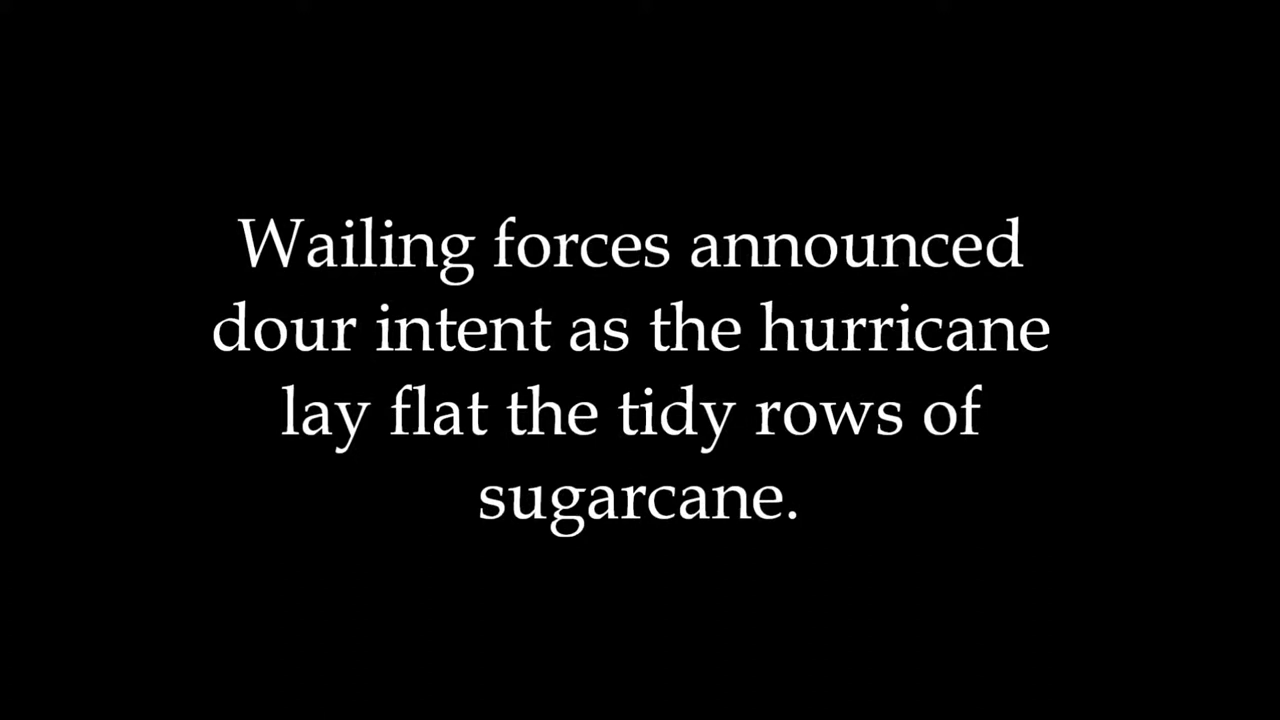 Wailing forces announced
dour intent as the hurricane
lay flat the tidy rows of
sugarcane.